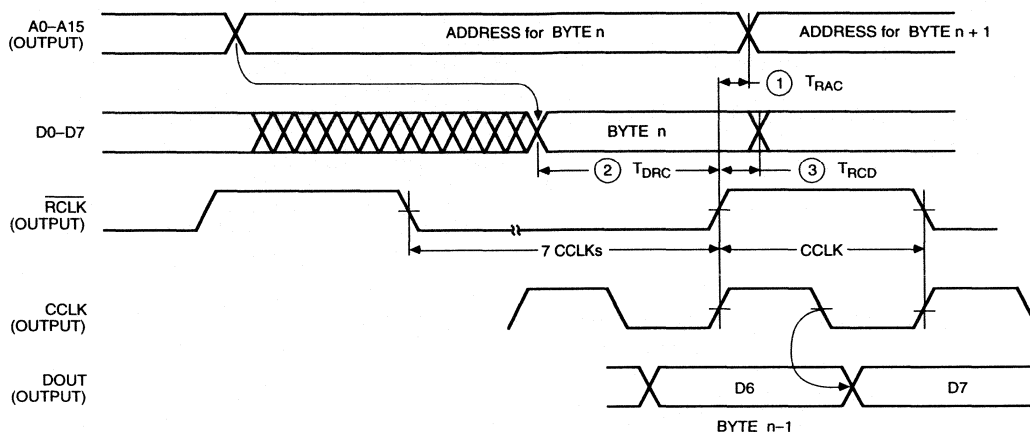 A0–A15
(OUTPUT)
ADDRESS for BYTE n
ADDRESS for BYTE n + 1
1 TRAC
D0–D7
BYTE n
2 TDRC
3 TRCD
RCLK
(OUTPUT)
7 CCLKs
CCLK
CCLK
(OUTPUT)
DOUT
(OUTPUT)
D6
D7
BYTE n–1